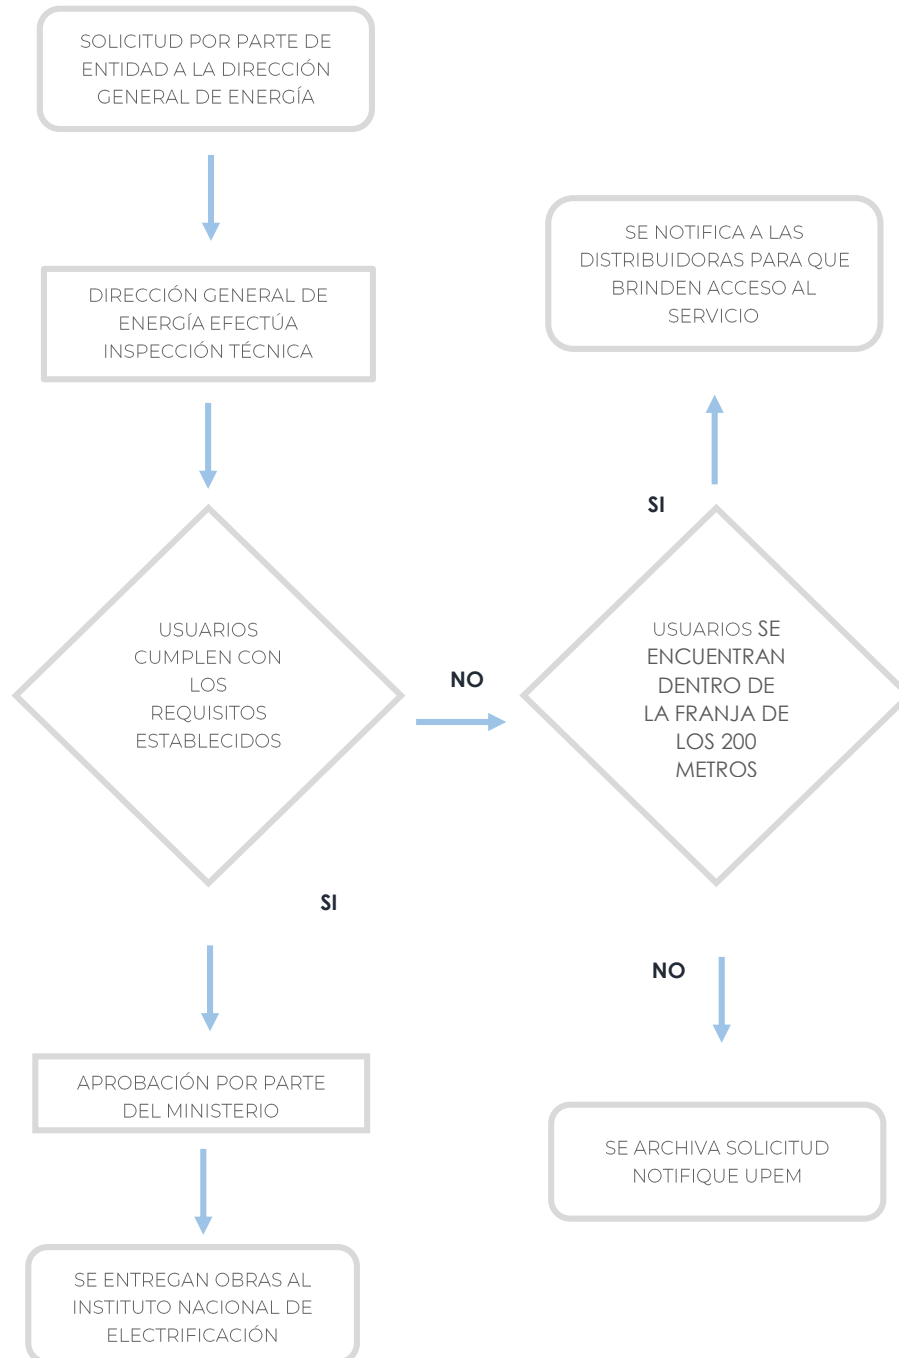 SOLICITUD POR PARTE DE
ENTIDAD A LA DIRECCIÓN
GENERAL DE ENERGÍA
DIRECCIÓN GENERAL DE
ENERGÍA EFECTÚA
INSPECCIÓN TÉCNICA
USUARIOS
CUMPLEN CON
LOS
REQUISITOS
ESTABLECIDOS
NO
SI
APROBACIÓN POR PARTE
DEL MINISTERIO
SE ENTREGAN OBRAS AL
INSTITUTO NACIONAL DE
ELECTRIFICACIÓN
SE NOTIFICA A LAS
DISTRIBUIDORAS PARA QUE
BRINDEN ACCESO AL
SERVICIO
SI
USUARIOS SE
ENCUENTRAN
DENTRO DE
LA FRANJA DE
LOS 200
METROS
NO
SE ARCHIVA SOLICITUD
NOTIFIQUE UPEM